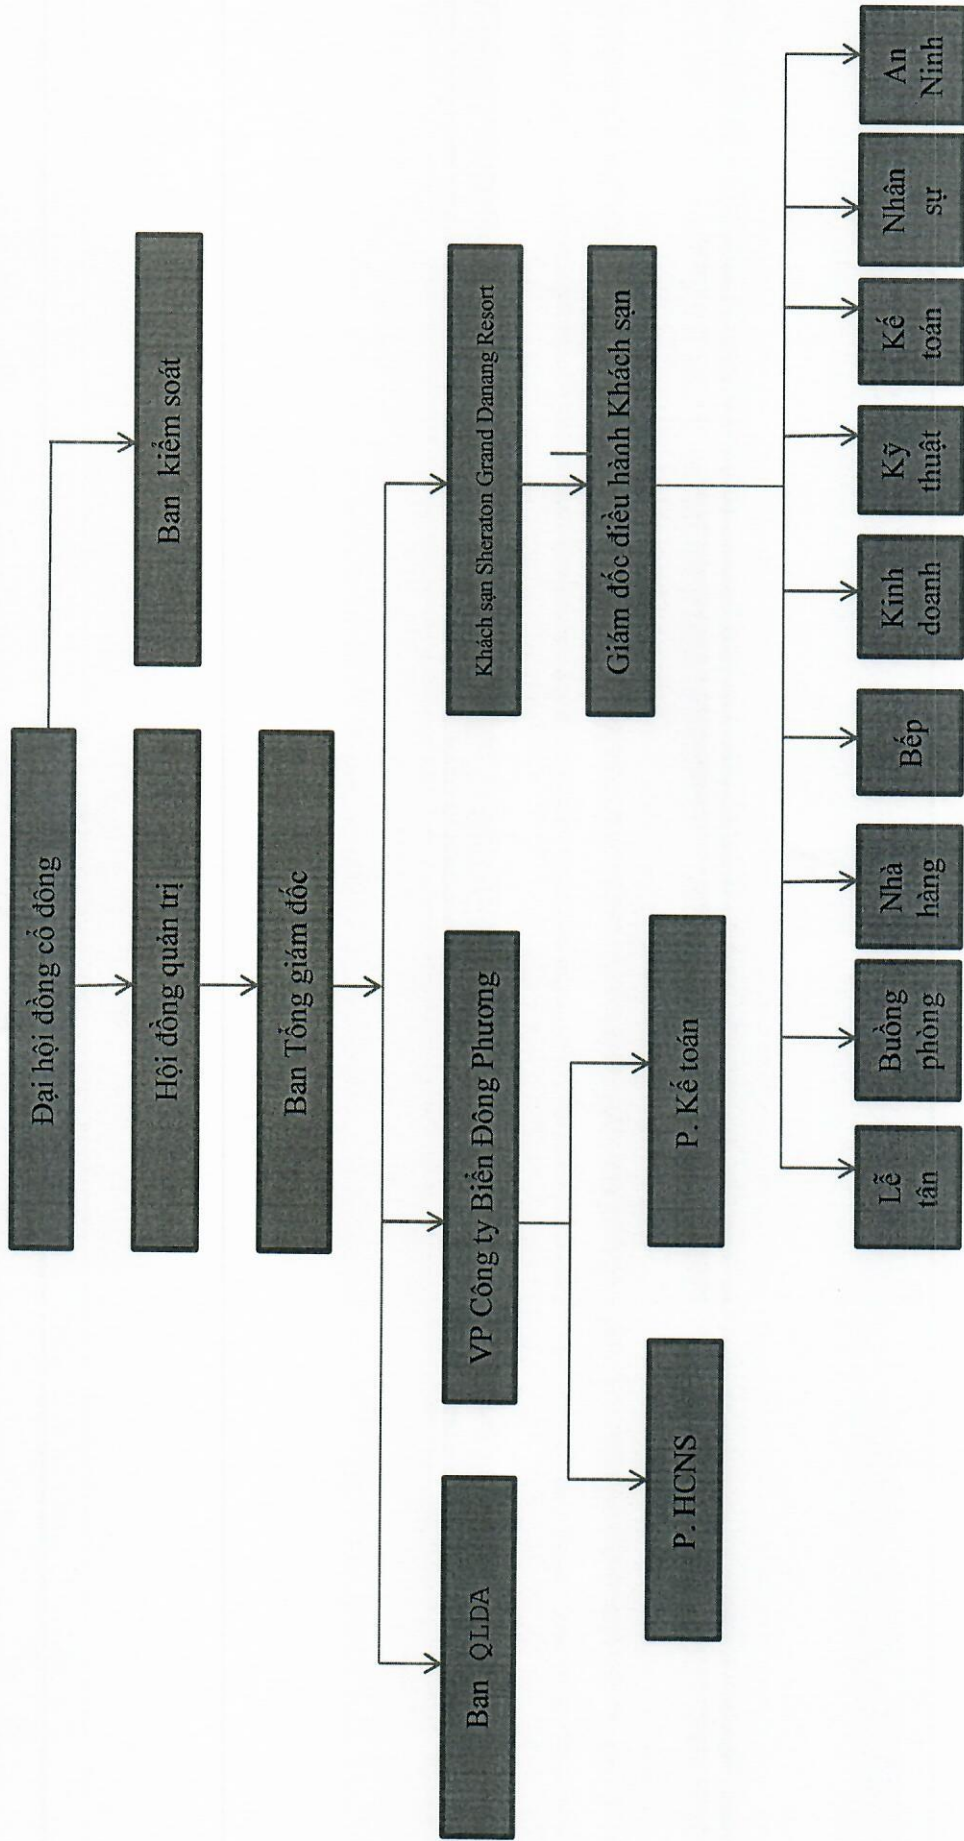 Đại hội đồng cổ đông
Ban kiểm soát
Hội đồng quản trị
Ban Tổng giám đốc
Ban QLDA
VP Công ty Biển Đông Phương
Khách sạn Sheraton Grand Danang Resort
Giám đốc điều hành Khách sạn
P. HCNS
P. Kế toán
Lễ
tân
Buồng
phòng
Nhà
hàng
Bếp
Kinh
doanh
Kỹ
thuật
Kế
toán
Nhân
sự
An
Ninh